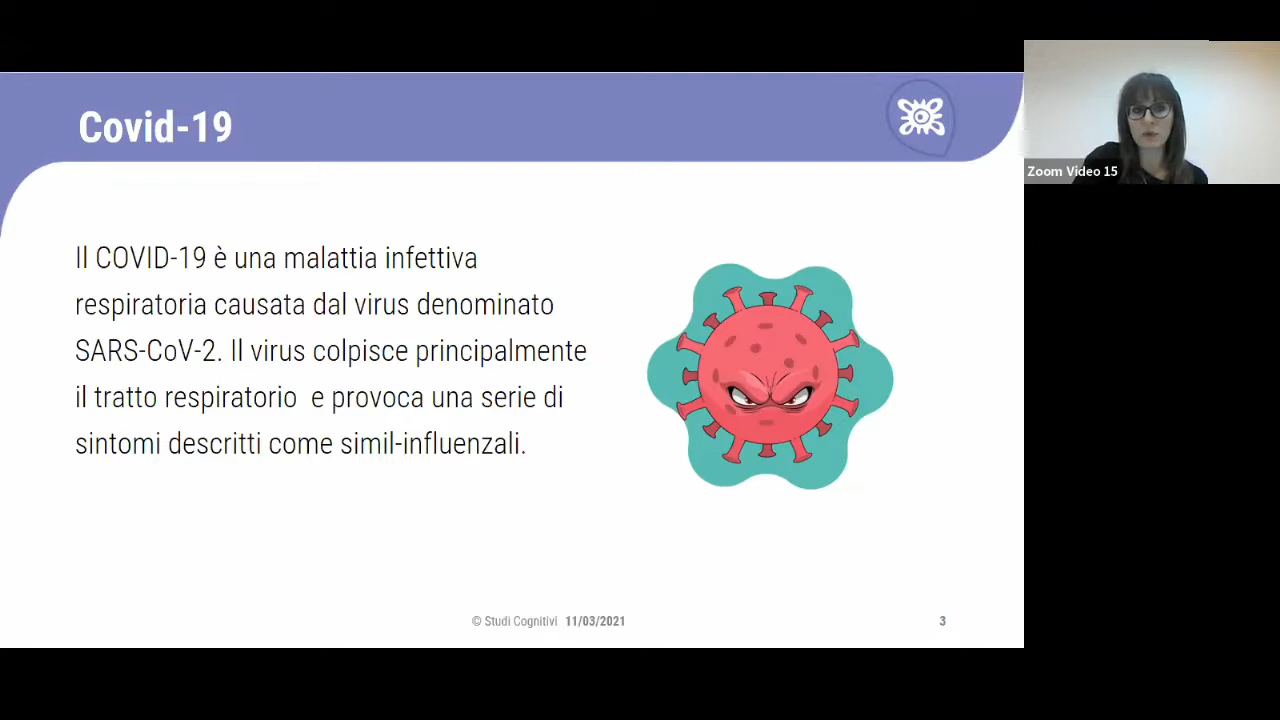 Covid-19
Zoom Video 15
Il COVID-19 è una malattia infettiva
respiratoria causata dal virus denominato
SARS-CoV-2. Il virus colpisce principalmente
il tratto respiratorio  e provoca una serie di
sintomi descritti come simil-influenzali.
© Studi Cognitivi 11/03/2021
3